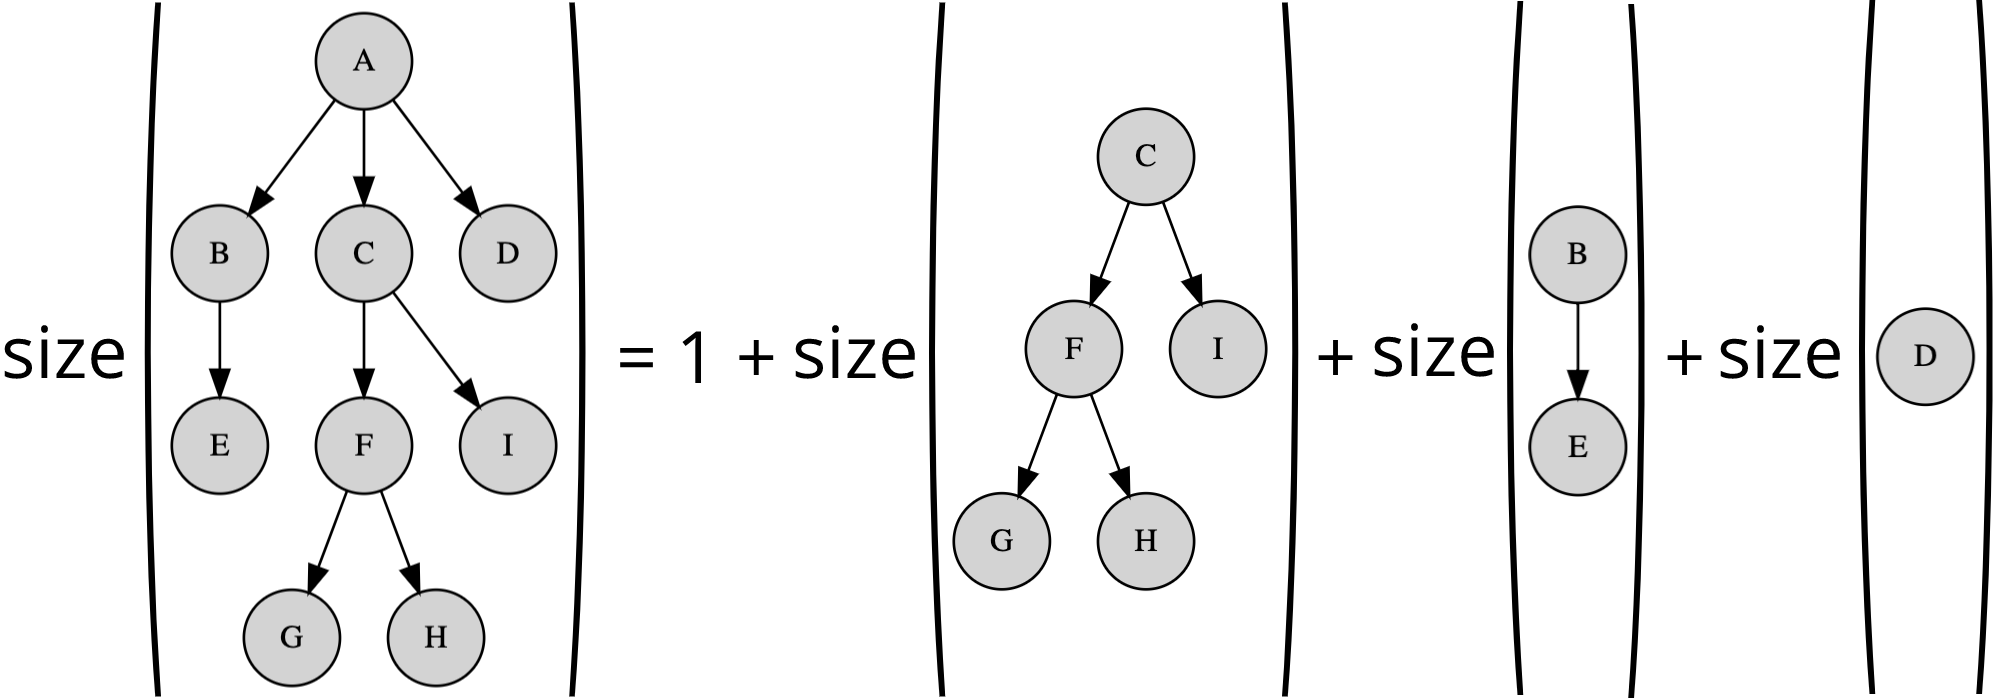 size
A
B C D
E F I
G H
= 1 + size
C
F I
G H
+ size
B
E
+ size
D